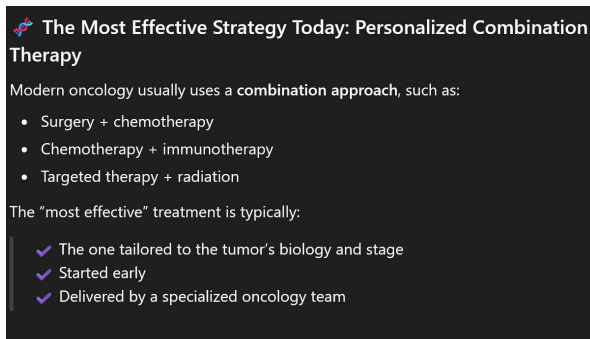 🧬 The Most Effective Strategy Today: Personalized Combination
Therapy
Modern oncology usually uses a combination approach, such as:
• Surgery + chemotherapy
• Chemotherapy + immunotherapy
• Targeted therapy + radiation
The “most effective” treatment is typically:
✔ The one tailored to the tumor’s biology and stage
✔ Started early
✔ Delivered by a specialized oncology team